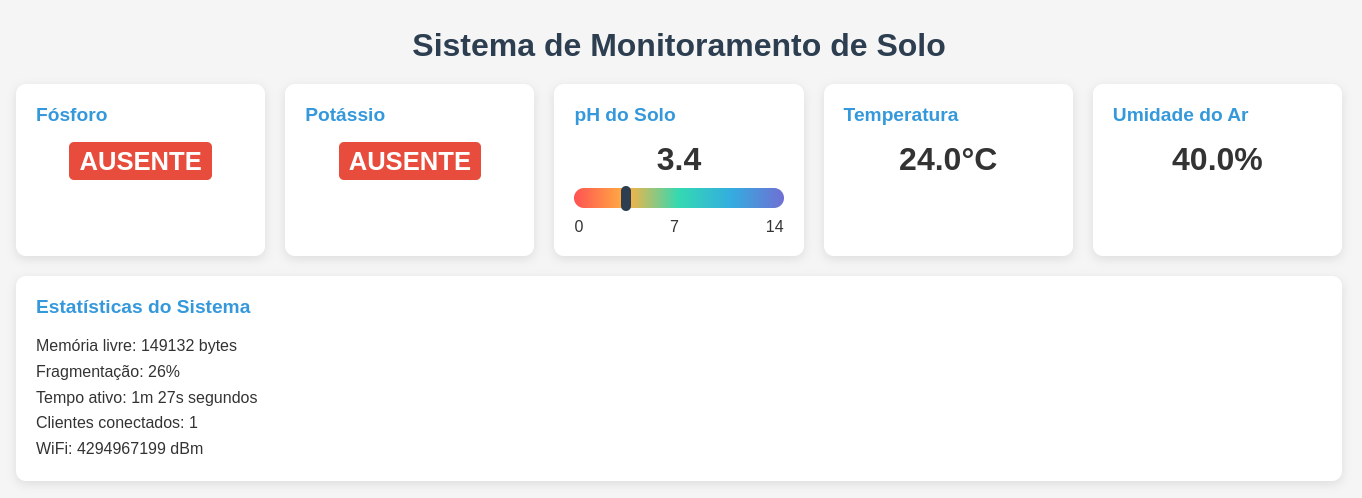 Sistema de Monitoramento de Solo
Fósforo
AUSENTE
Potássio
AUSENTE
pH do Solo
3.4
0 7 14
Temperatura
24.0°C
Umidade do Ar
40.0%
Estatísticas do Sistema
Memória livre: 149132 bytes
Fragmentação: 26%
Tempo ativo: 1m 27s segundos
Clientes conectados: 1
WiFi: 4294967199 dBm